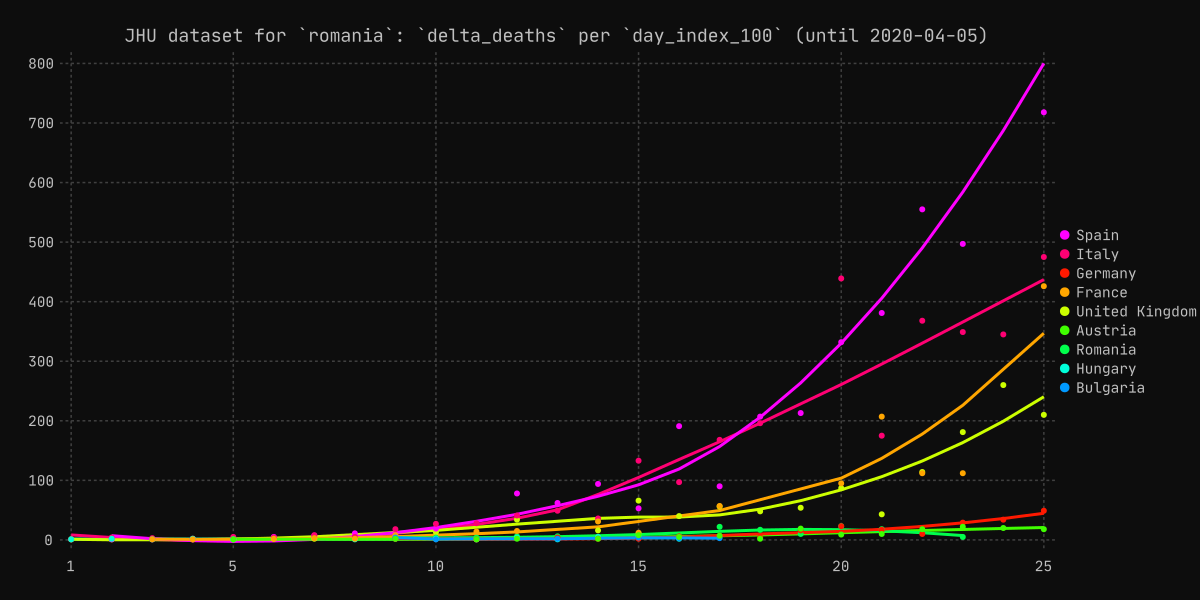 JHU dataset for `romania`: `delta_deaths` per `day_index_100` (until 2020-04-05)
800
700
600
500
400
300
200
100
0
1
5
10
15
20
25
Spain
Italy
Germany
France
United Kingdom
Austria
Romania
Hungary
Bulgaria